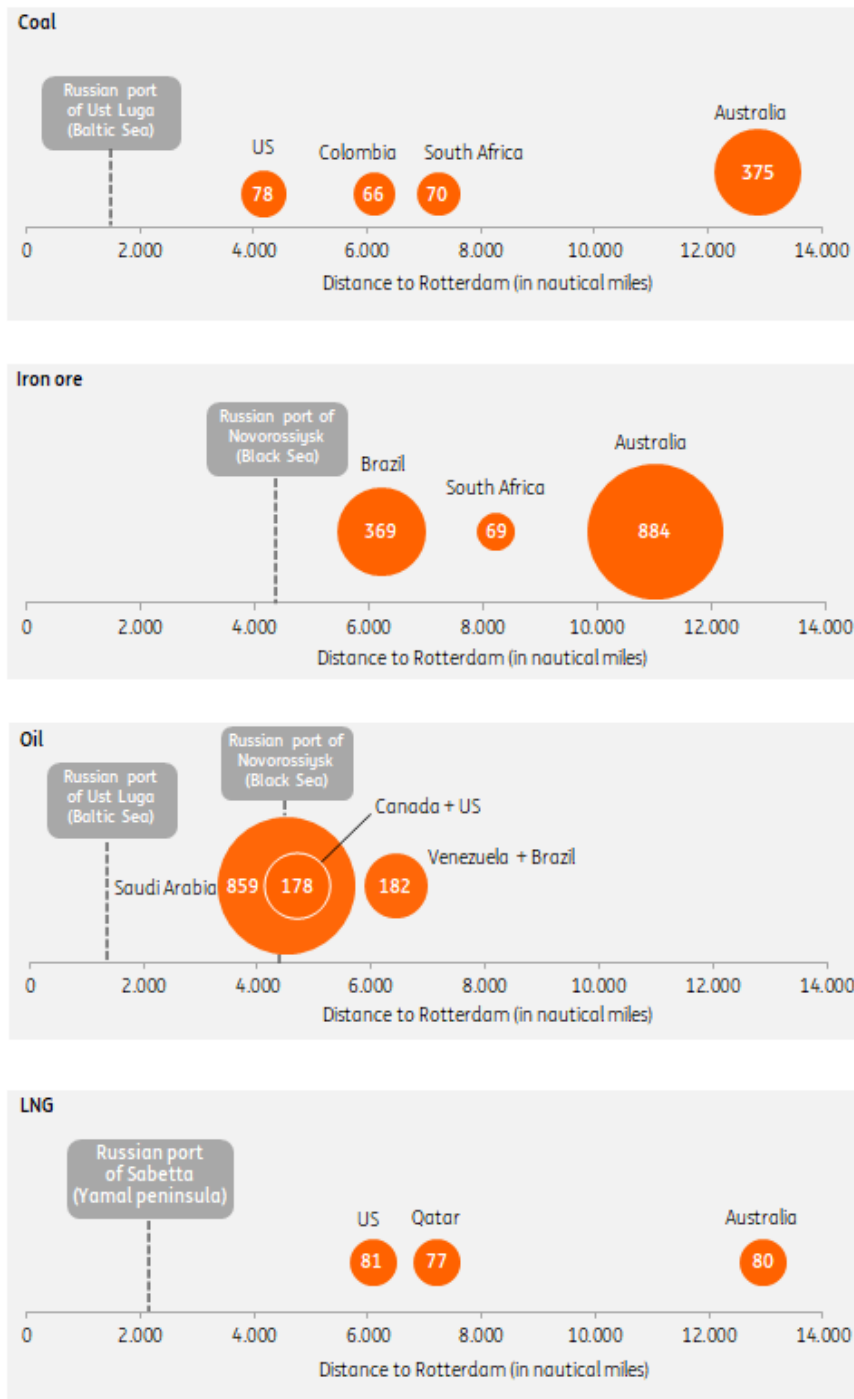 Coal
Russian port
of Ust Luga
(Baltic Sea)
US
Colombia
South Africa
Australia
78
66
70
375
0
2.000
4.000
6.000
8.000
10.000
12.000
14.000
Distance to Rotterdam (in nautical miles)
Iron ore
Russian port of
Novorossiysk
(Black Sea)
Brazil
South Africa
Australia
369
69
884
0
2.000
4.000
6.000
8.000
10.000
12.000
14.000
Distance to Rotterdam (in nautical miles)
Oil
Russian port
of Ust Luga
(Baltic Sea)
Russian port of
Novorossiysk
(Black Sea)
Canada + US
Venezuela + Brazil
Saudi Arabia
859
178
182
0
2.000
4.000
6.000
8.000
10.000
12.000
14.000
Distance to Rotterdam (in nautical miles)
LNG
Russian port
of Sabetta
(Yamal peninsula)
US
Qatar
Australia
81
77
80
0
2.000
4.000
6.000
8.000
10.000
12.000
14.000
Distance to Rotterdam (in nautical miles)